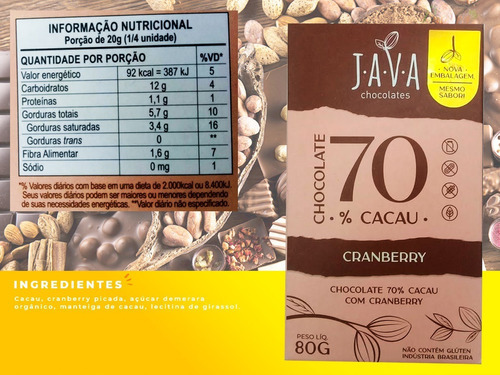 INFORMAÇÃO NUTRICIONAL
Porção de 20g (1/4 unidade)
QUANTIDADE POR PORÇÃO %VD*
Valor energético 92 kcal = 387 kJ 5
Carboidratos 12 g 4
Proteínas 1,1 g 1
Gorduras totais 5,7 g 10
Gorduras saturadas 3,4 g 16
Gorduras trans 0 **
Fibra Alimentar 1,6 g 7
Sódio 0 mg 1
*% Valores diários com base em uma dieta de 2.000kcal ou 8.400kJ.
Seus valores diários podem ser maiores ou menores dependendo
de suas necessidades energéticas. **Valor diário não especificado.
INGREDIENTES
Cacau, cranberry picada, açúcar demerara
orgânico, manteiga de cacau, lecitina de girassol.
JAVA
chocolates
NOVA
EMBALAGEM,
MESMO
SABOR!
CHOCOLATE
70
% CACAU
CRANBERRY
CHOCOLATE 70% CACAU
COM CRANBERRY
PESO LÍQ.
80G
NÃO CONTÉM GLÚTEN
INDÚSTRIA BRASILEIRA